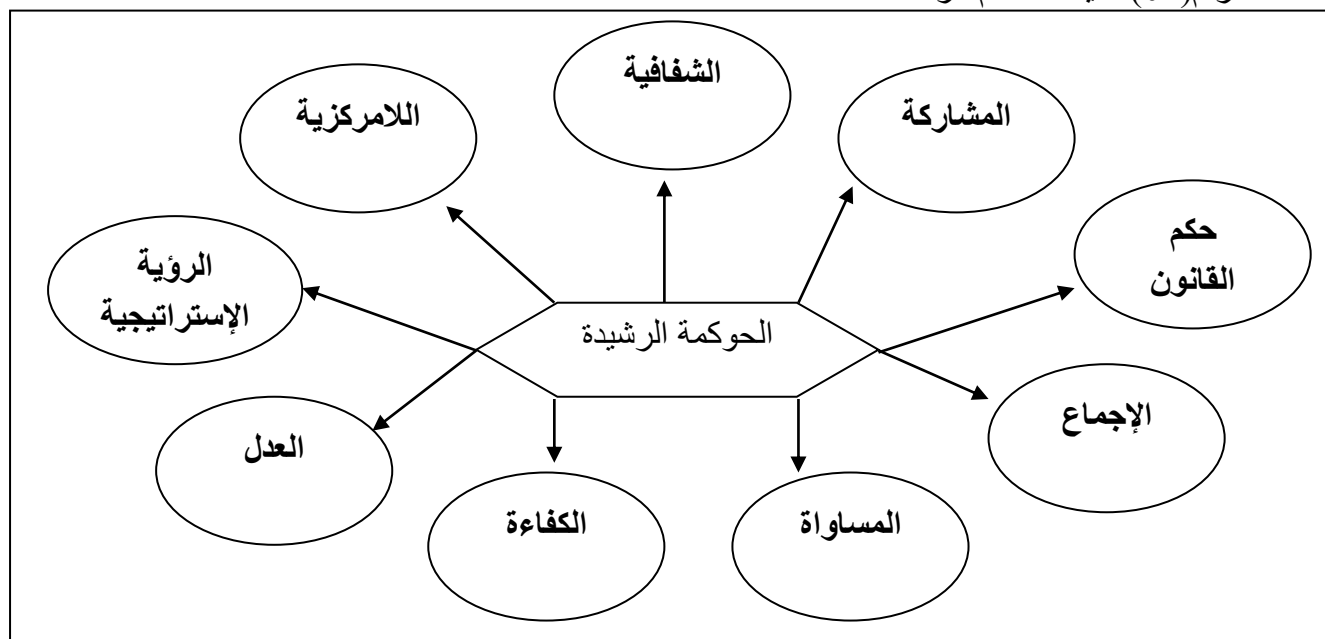 الشفافية
المشاركة
اللامركزية
حكم
القانون
الرؤية
الإستراتيجية
الحوكمة الرشيدة
الإجماع
العدل
المساواة
الكفاءة